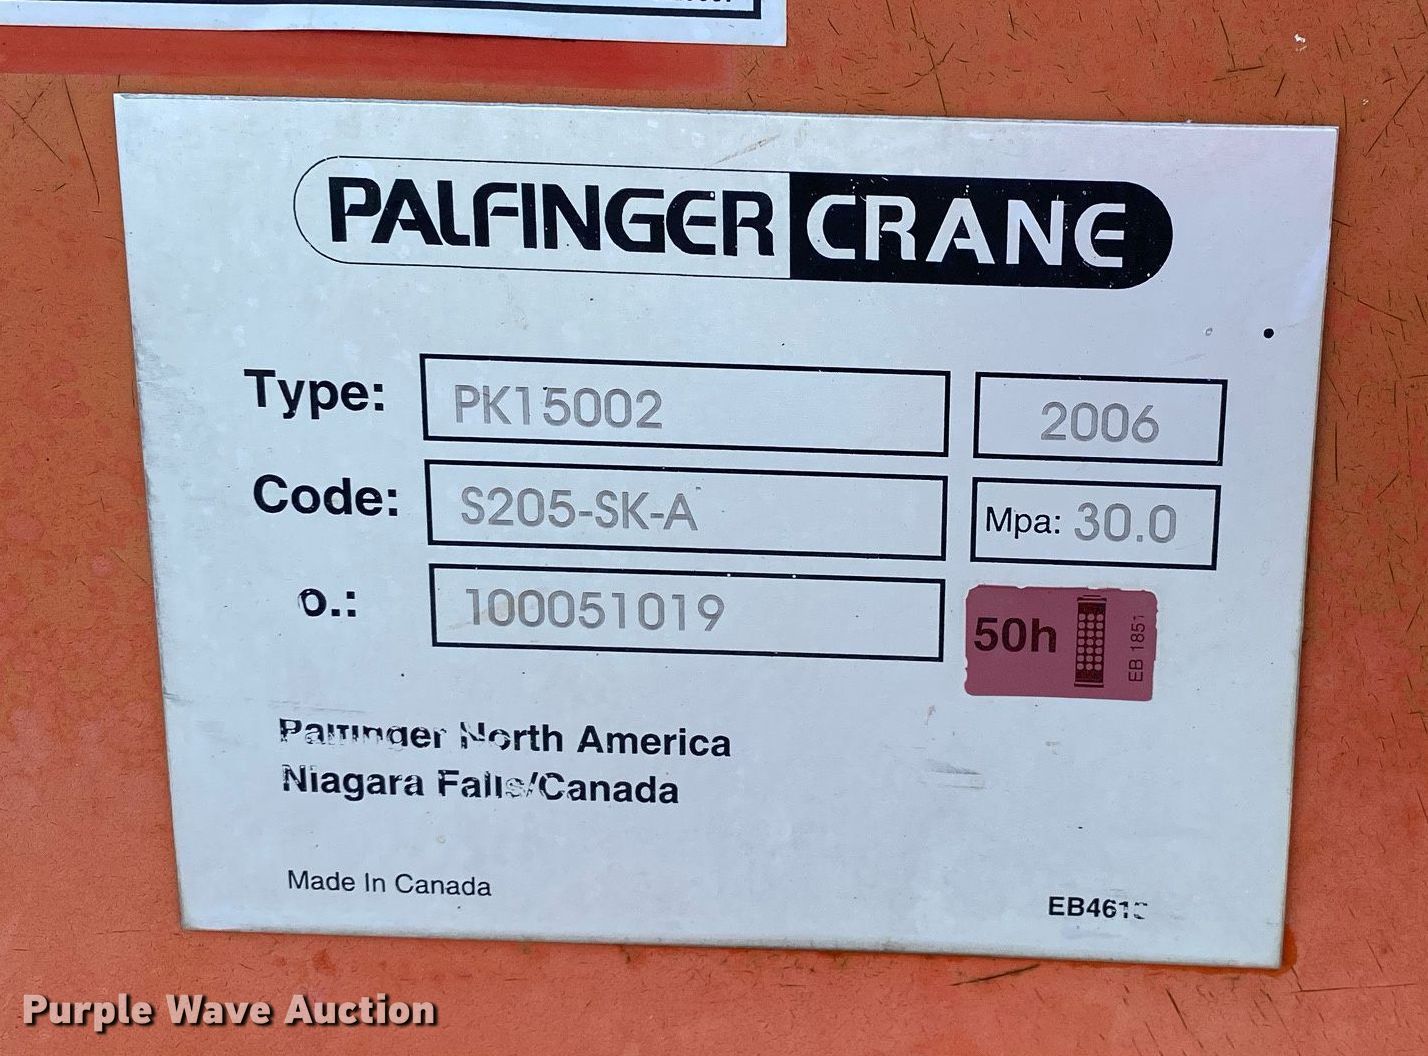 PALFINGER CRANE
Type: PK15002 2006
Code: S205-SK-A Mpa: 30.0
o.: 100051019
50h EB 1851
Palfinger North America
Niagara Falls/Canada
Made In Canada
Purple Wave Auction